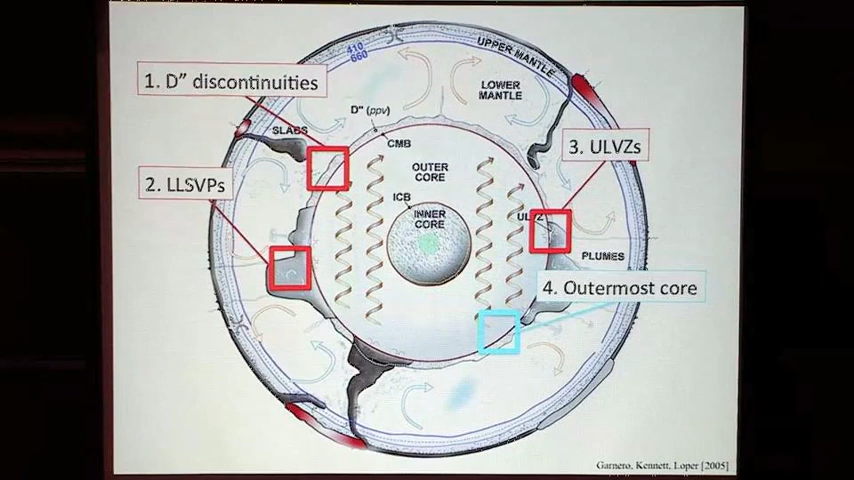 410
660
UPPER MANTLE
1. D” discontinuities
LOWER
MANTLE
D" (ppv)
SLABS
CMB
3. ULVZs
OUTER
CORE
2. LLSVPs
ICB
INNER
CORE
PLUMES
4. Outermost core
Garnero, Kennett, Loper [2005]